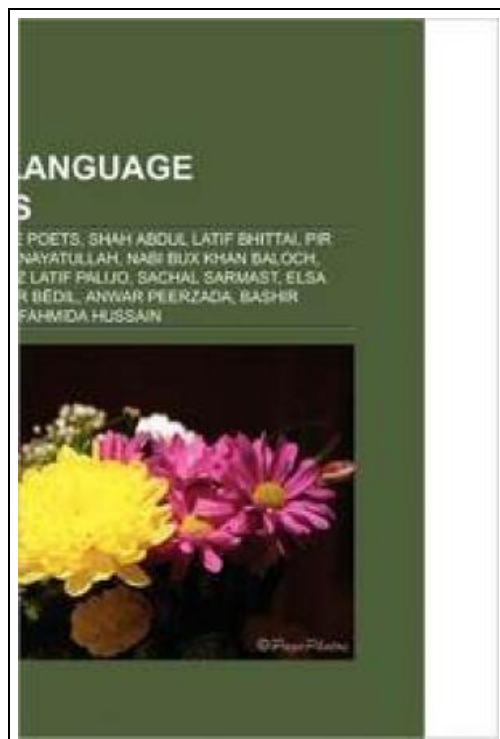 LANGUAGE
S
E POETS, SHAH ABDUL LATIF BHITTAI, PIR
NAYATULLAH, NABI BUX KHAN BALOCH,
Z LATIF PALIJO, SACHAL SARMAST, ELSA
R BÉDIL, ANWAR PEERZADA, BASHIR
FAHMIDA HUSSAIN
©PagePhotos